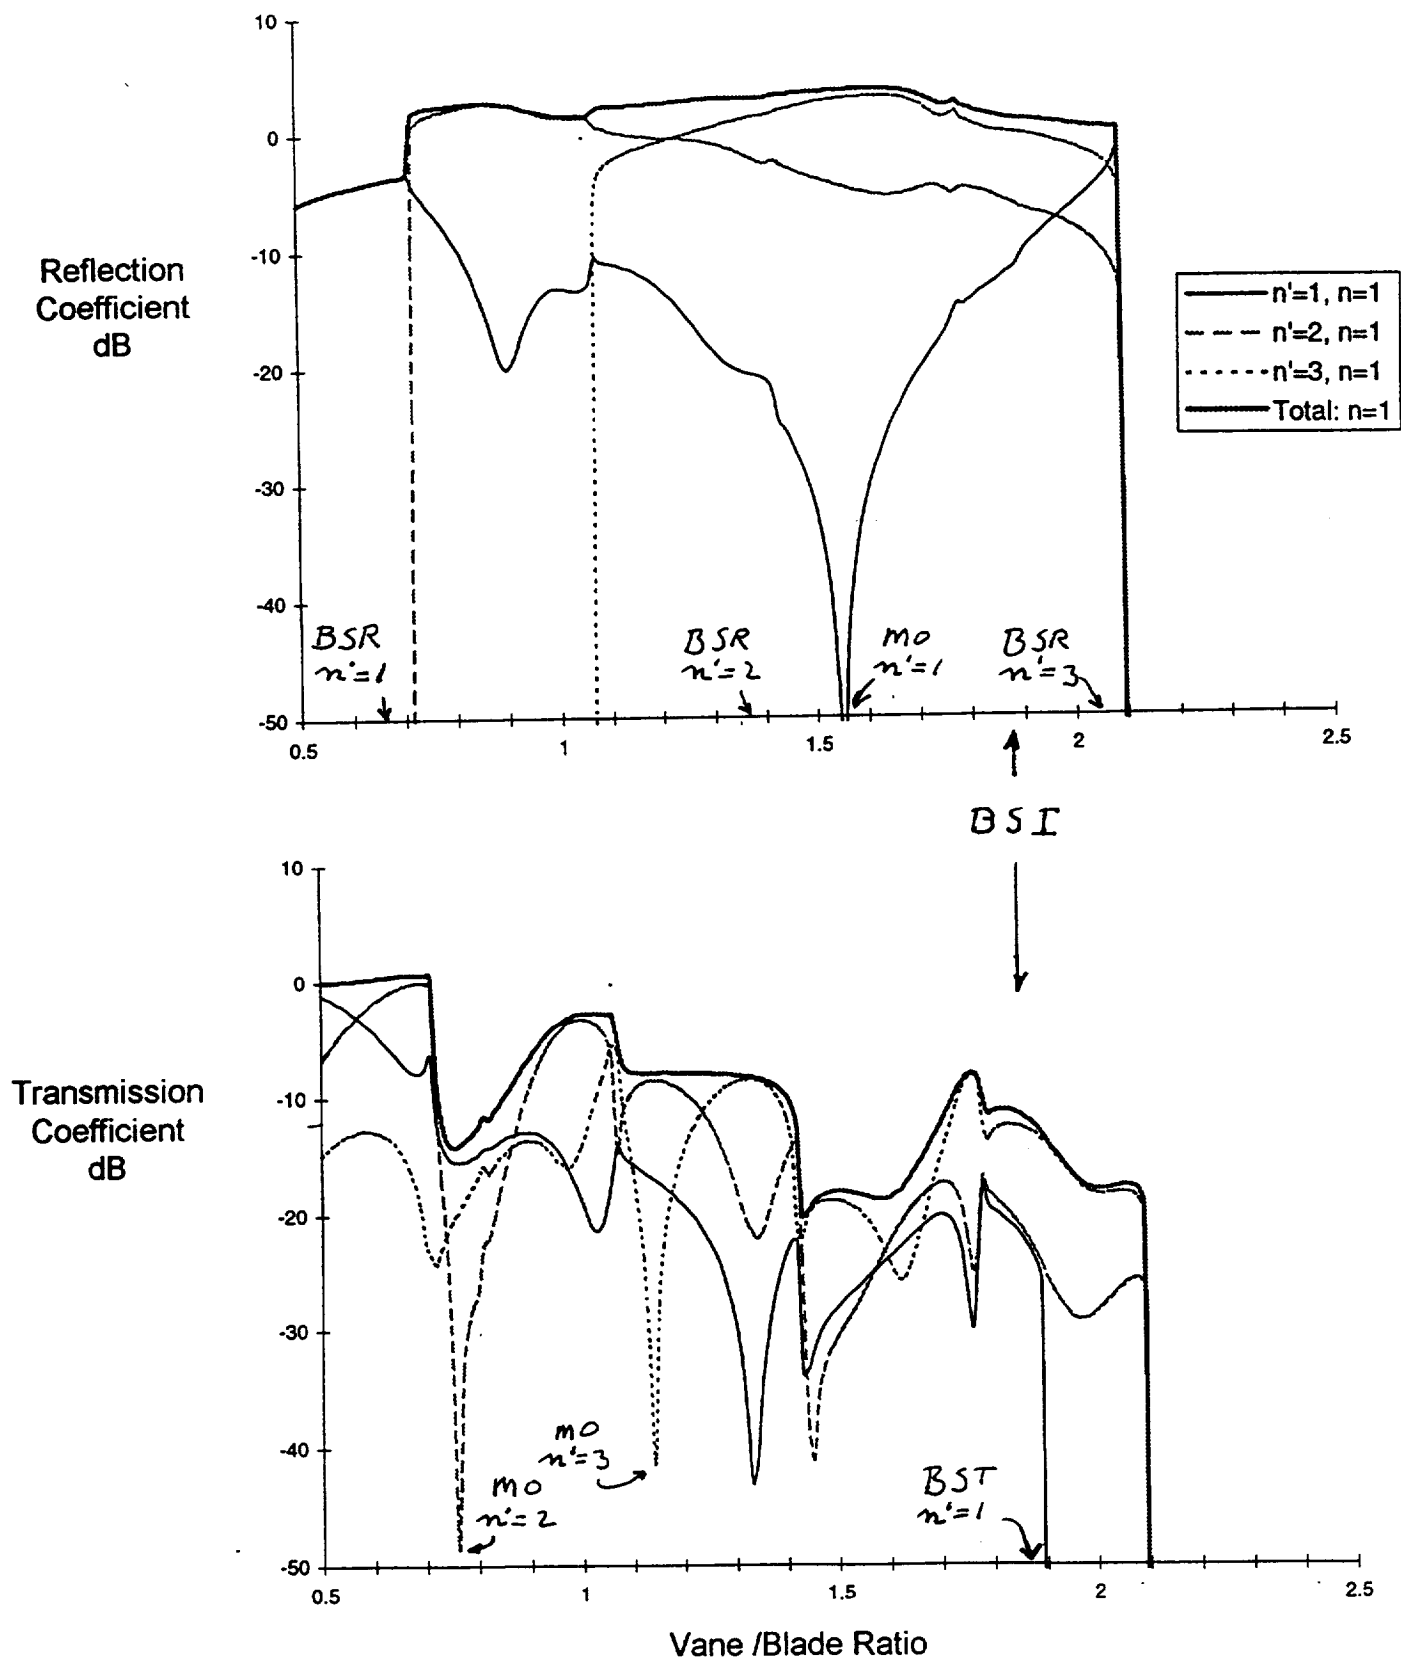 10
0
-10
-20
-30
-40
-50
Reflection
Coefficient
dB
n'=1, n=1
n'=2, n=1
n'=3, n=1
Total: n=1
BSR
n'=1
BSR
n'=2
mo
n'=1
BSR
n'=3
0.5
1
1.5
2
2.5
BSI
10
0
-10
-20
-30
-40
-50
Transmission
Coefficient
dB
mo
n'=3
mo
n'=2
BST
n'=1
0.5
1
1.5
2
2.5
Vane /Blade Ratio